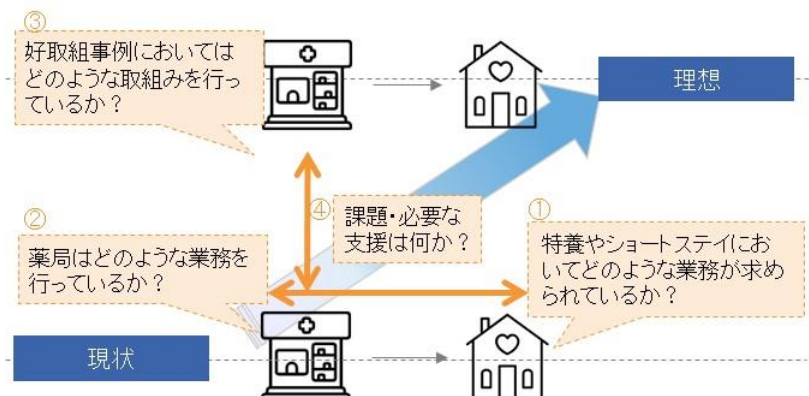 ③
好取組事例においては
どのような取組みを行っ
ているか？
理想
④
課題・必要な
支援は何か？
①
特養やショートステイにお
いてどのような業務が求め
られているか？
②
薬局はどのような業務を
行っているか？
現状